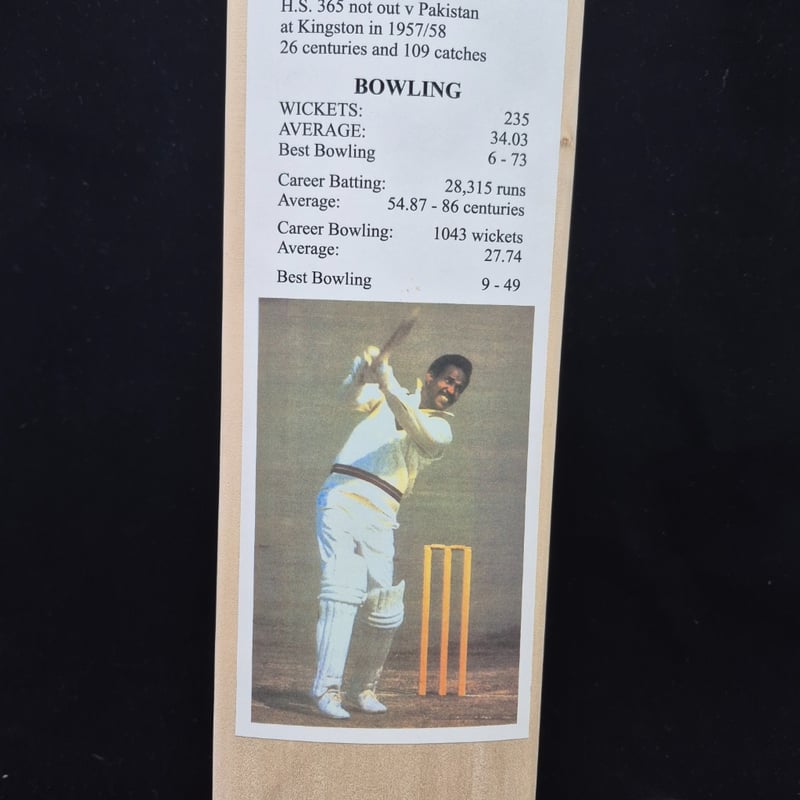 H.S. 365 not out v Pakistan
at Kingston in 1957/58
26 centuries and 109 catches
BOWLING
WICKETS: 235
AVERAGE: 34.03
Best Bowling 6 - 73
Career Batting: 28,315 runs
Average: 54.87 - 86 centuries
Career Bowling: 1043 wickets
Average: 27.74
Best Bowling 9 - 49